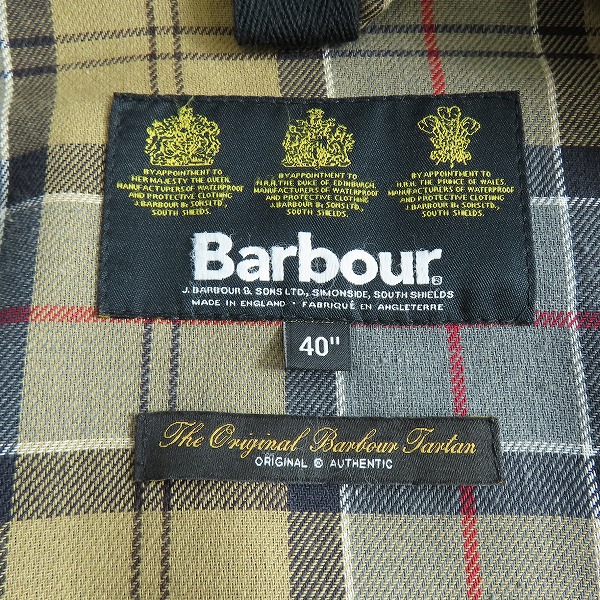 BY APPOINTMENT TO
HER MAJESTY THE QUEEN
MANUFACTURERS OF WATERPROOF
AND PROTECTIVE CLOTHING
J. BARBOUR & SONS LTD,
SOUTH SHIELDS.
BY APPOINTMENT TO
H.R.H. THE DUKE OF EDINBURGH,
MANUFACTURERS OF WATERPROOF
AND PROTECTIVE CLOTHING
J. BARBOUR & SONS LTD,
SOUTH SHIELDS.
BY APPOINTMENT TO
H.R.H. THE PRINCE OF WALES,
MANUFACTURERS OF WATERPROOF
AND PROTECTIVE CLOTHING
J. BARBOUR & SONS LTD,
SOUTH SHIELDS.
Barbour®
J. BARBOUR & SONS LTD., SIMONSIDE, SOUTH SHIELDS
MADE IN ENGLAND · FABRIQUÉ EN ANGLETERRE
40"
The Original Barbour Tartan
ORIGINAL ® AUTHENTIC